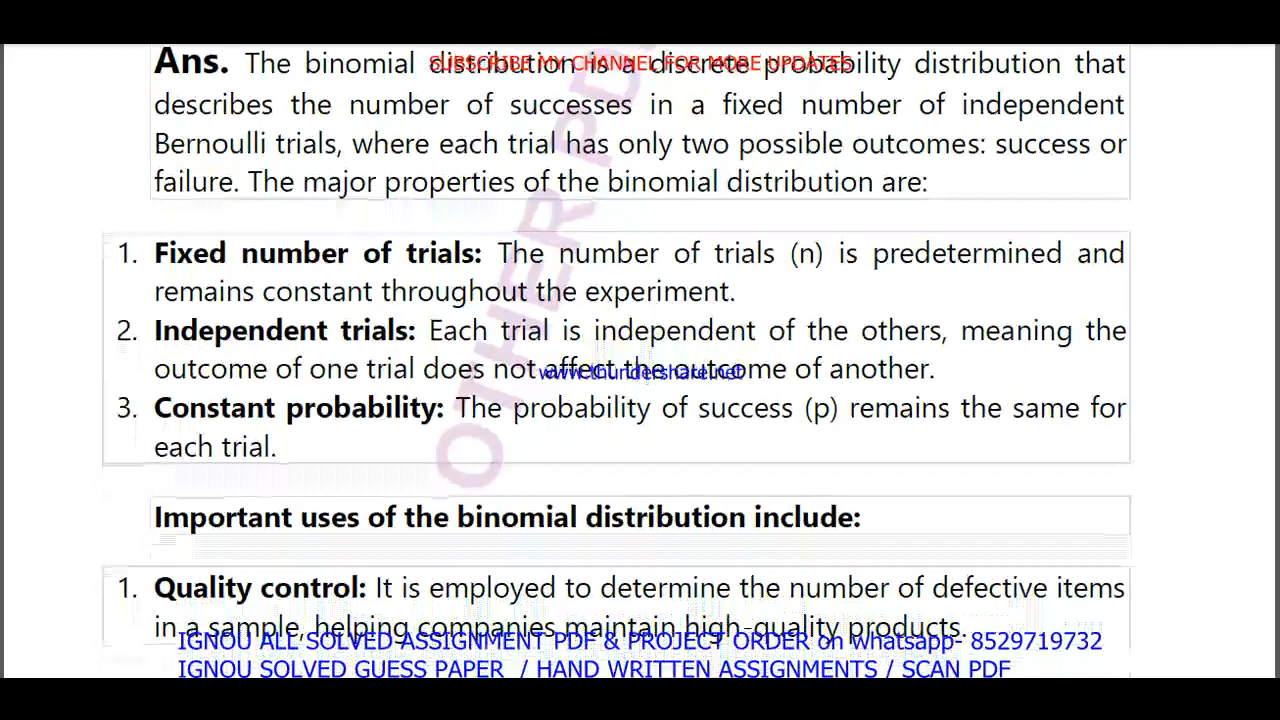 Ans. The binomial distribution is a discrete probability distribution that
SUBSCRIBE MY CHANNEL FOR MORE UPDATES
describes the number of successes in a fixed number of independent
Bernoulli trials, where each trial has only two possible outcomes: success or
failure. The major properties of the binomial distribution are:
1. Fixed number of trials: The number of trials (n) is predetermined and
remains constant throughout the experiment.
2. Independent trials: Each trial is independent of the others, meaning the
outcome of one trial does not affect the outcome of another.
www.thundershare.net
3. Constant probability: The probability of success (p) remains the same for
each trial.
OTHER PD
Important uses of the binomial distribution include:
1. Quality control: It is employed to determine the number of defective items
in a sample, helping companies maintain high-quality products.
IGNOU ALL SOLVED ASSIGNMENT PDF & PROJECT ORDER on whatsapp- 8529719732
IGNOU SOLVED GUESS PAPER / HAND WRITTEN ASSIGNMENTS / SCAN PDF